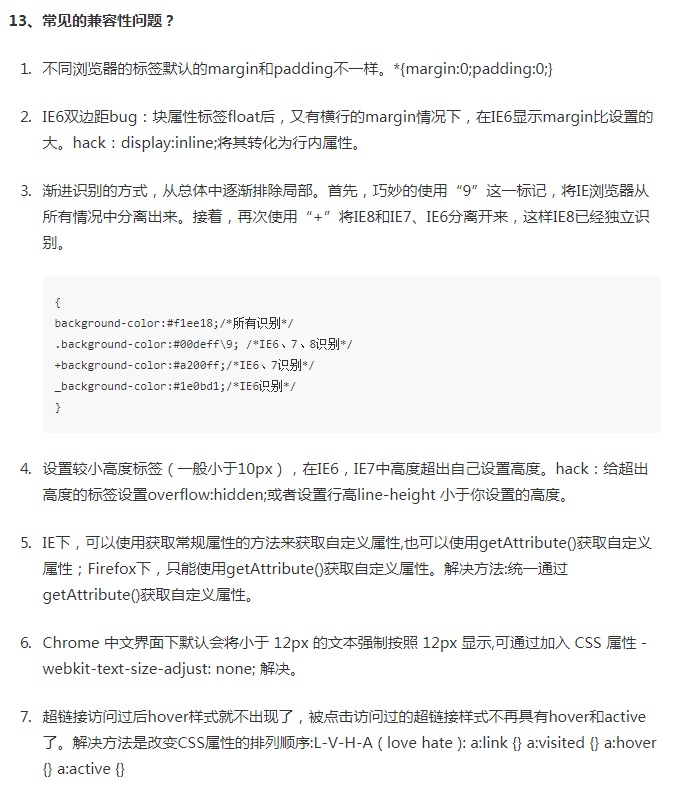 13、常见的兼容性问题？
1. 不同浏览器的标签默认的margin和padding不一样。*{margin:0;padding:0;}
2. IE6双边距bug：块属性标签float后，又有横行的margin情况下，在IE6显示margin比设置的
大。hack：display:inline;将其转化为行内属性。
3. 渐进识别的方式，从总体中逐渐排除局部。首先，巧妙的使用“9”这一标记，将IE浏览器从
所有情况中分离出来。接着，再次使用“+”将IE8和IE7、IE6分离开来，这样IE8已经独立识
别。
{
background-color:#f1ee18;/*所有识别*/
.background-color:#00deff\9; /*IE6、7、8识别*/
+background-color:#a200ff;/*IE6、7识别*/
_background-color:#1e0bd1;/*IE6识别*/
}
4. 设置较小高度标签（一般小于10px），在IE6，IE7中高度超出自己设置高度。hack：给超出
高度的标签设置overflow:hidden;或者设置行高line-height 小于你设置的高度。
5. IE下，可以使用获取常规属性的方法来获取自定义属性,也可以使用getAttribute()获取自定义
属性；Firefox下，只能使用getAttribute()获取自定义属性。解决方法:统一通过
getAttribute()获取自定义属性。
6. Chrome 中文界面下默认会将小于 12px 的文本强制按照 12px 显示,可通过加入 CSS 属性 -
webkit-text-size-adjust: none; 解决。
7. 超链接访问过后hover样式就不出现了，被点击访问过的超链接样式不再具有hover和active
了。解决方法是改变CSS属性的排列顺序:L-V-H-A ( love hate ): a:link {} a:visited {} a:hover
{} a:active {}